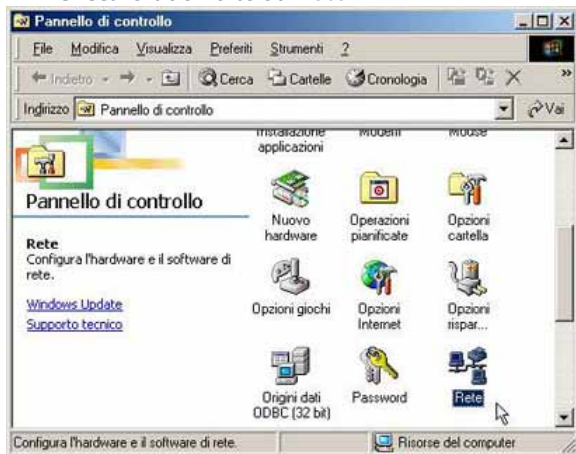 Pannello di controllo
File Modifica Visualizza Preferiti Strumenti ?
Indietro Cerca Cartelle Cronologia »
Indirizzo Pannello di controllo Vai
Installazione applicazioni
Modem
Mouse
Pannello di controllo
Rete
Configura l'hardware e il software di
rete.
Windows Update
Supporto tecnico
Nuovo
hardware
Operazioni
pianificate
Opzioni
cartella
Opzioni giochi
Opzioni
Internet
Opzioni
rispar...
Origini dati
ODBC (32 bit)
Password
Rete
Configura l'hardware e il software di rete.
Risorse del computer